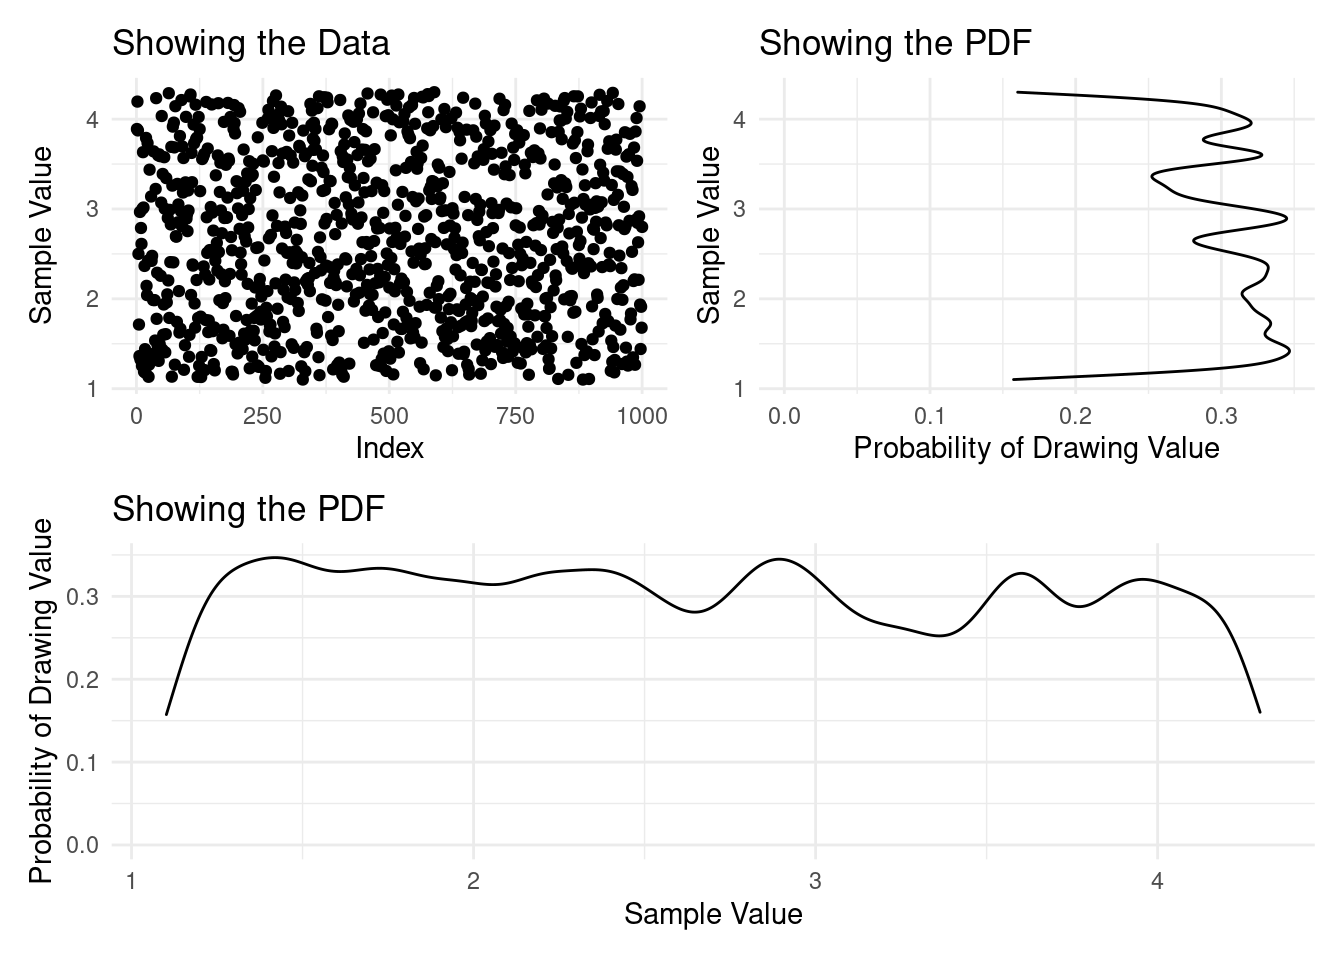 Showing the Data
Sample Value
4
3
2
1
0
250
500
750
1000
Index
Showing the PDF
Sample Value
4
3
2
1
0.0
0.1
0.2
0.3
Probability of Drawing Value
Showing the PDF
Probability of Drawing Value
0.3
0.2
0.1
0.0
1
2
3
4
Sample Value